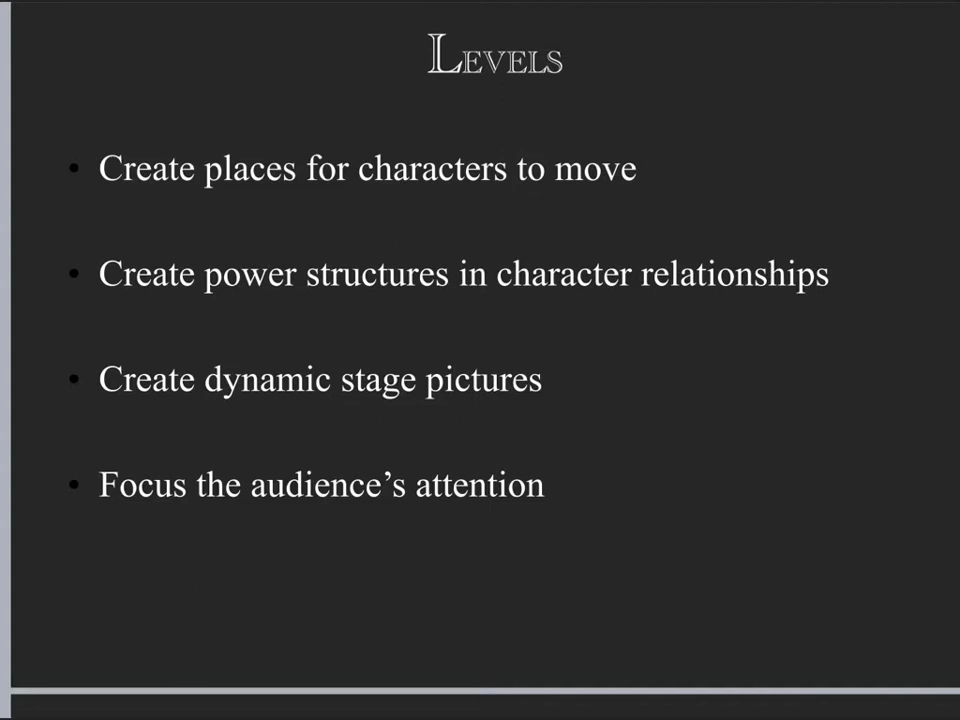 Levels
• Create places for characters to move
• Create power structures in character relationships
• Create dynamic stage pictures
• Focus the audience’s attention